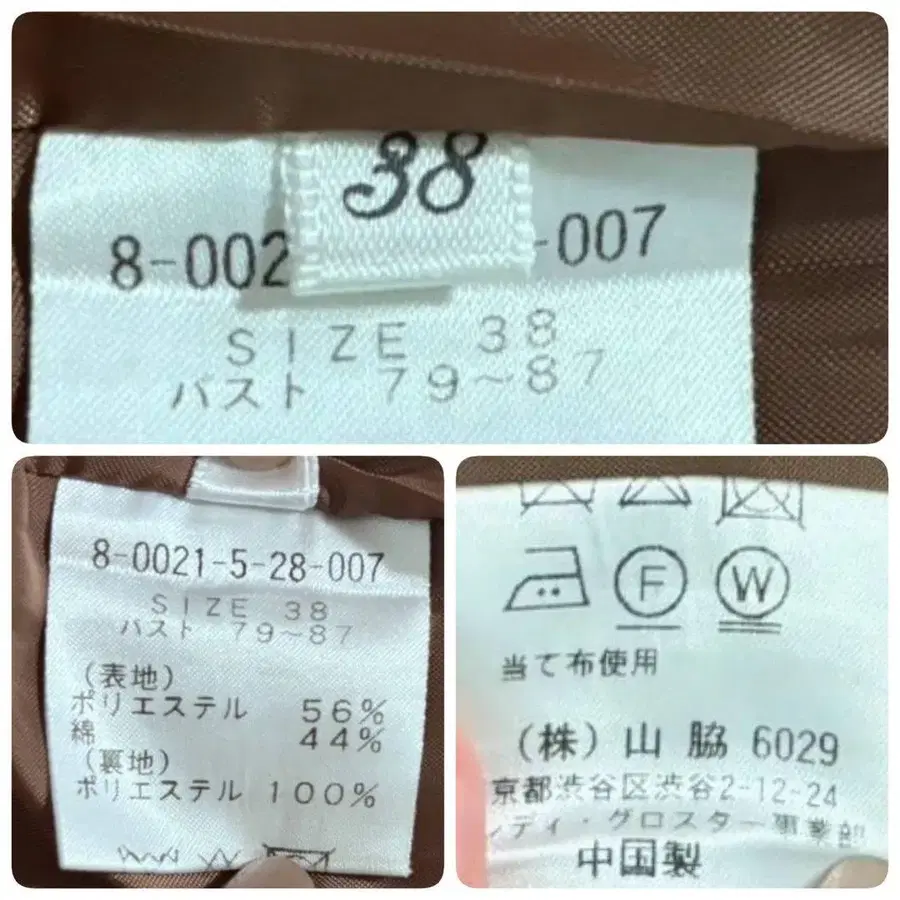 38
8-002 -007
SIZE 38
バスト 79~87
8-0021-5-28-007
SIZE 38
バスト 79~87
(表地)
ポリエステル 56%
綿 44%
(裏地)
ポリエステル 100%
F W
当て布使用
(株) 山脇 6029
京都渋谷区渋谷2-12-24
ディ・グロスター事業部
中国製